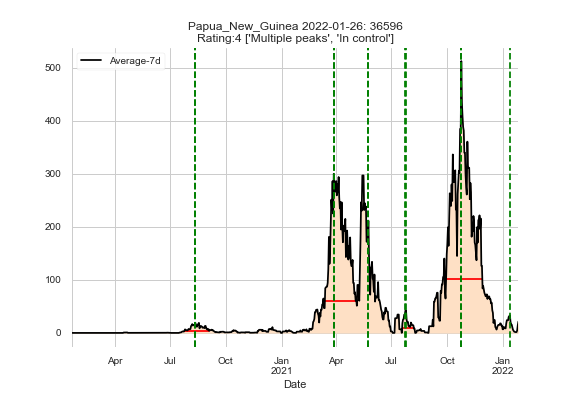 Papua_New_Guinea 2022-01-26: 36596
Rating:4 ['Multiple peaks', 'In control']
Average-7d
500
400
300
200
100
0
Apr Jul Oct Jan Apr Jul Oct Jan
2021 2022
Date